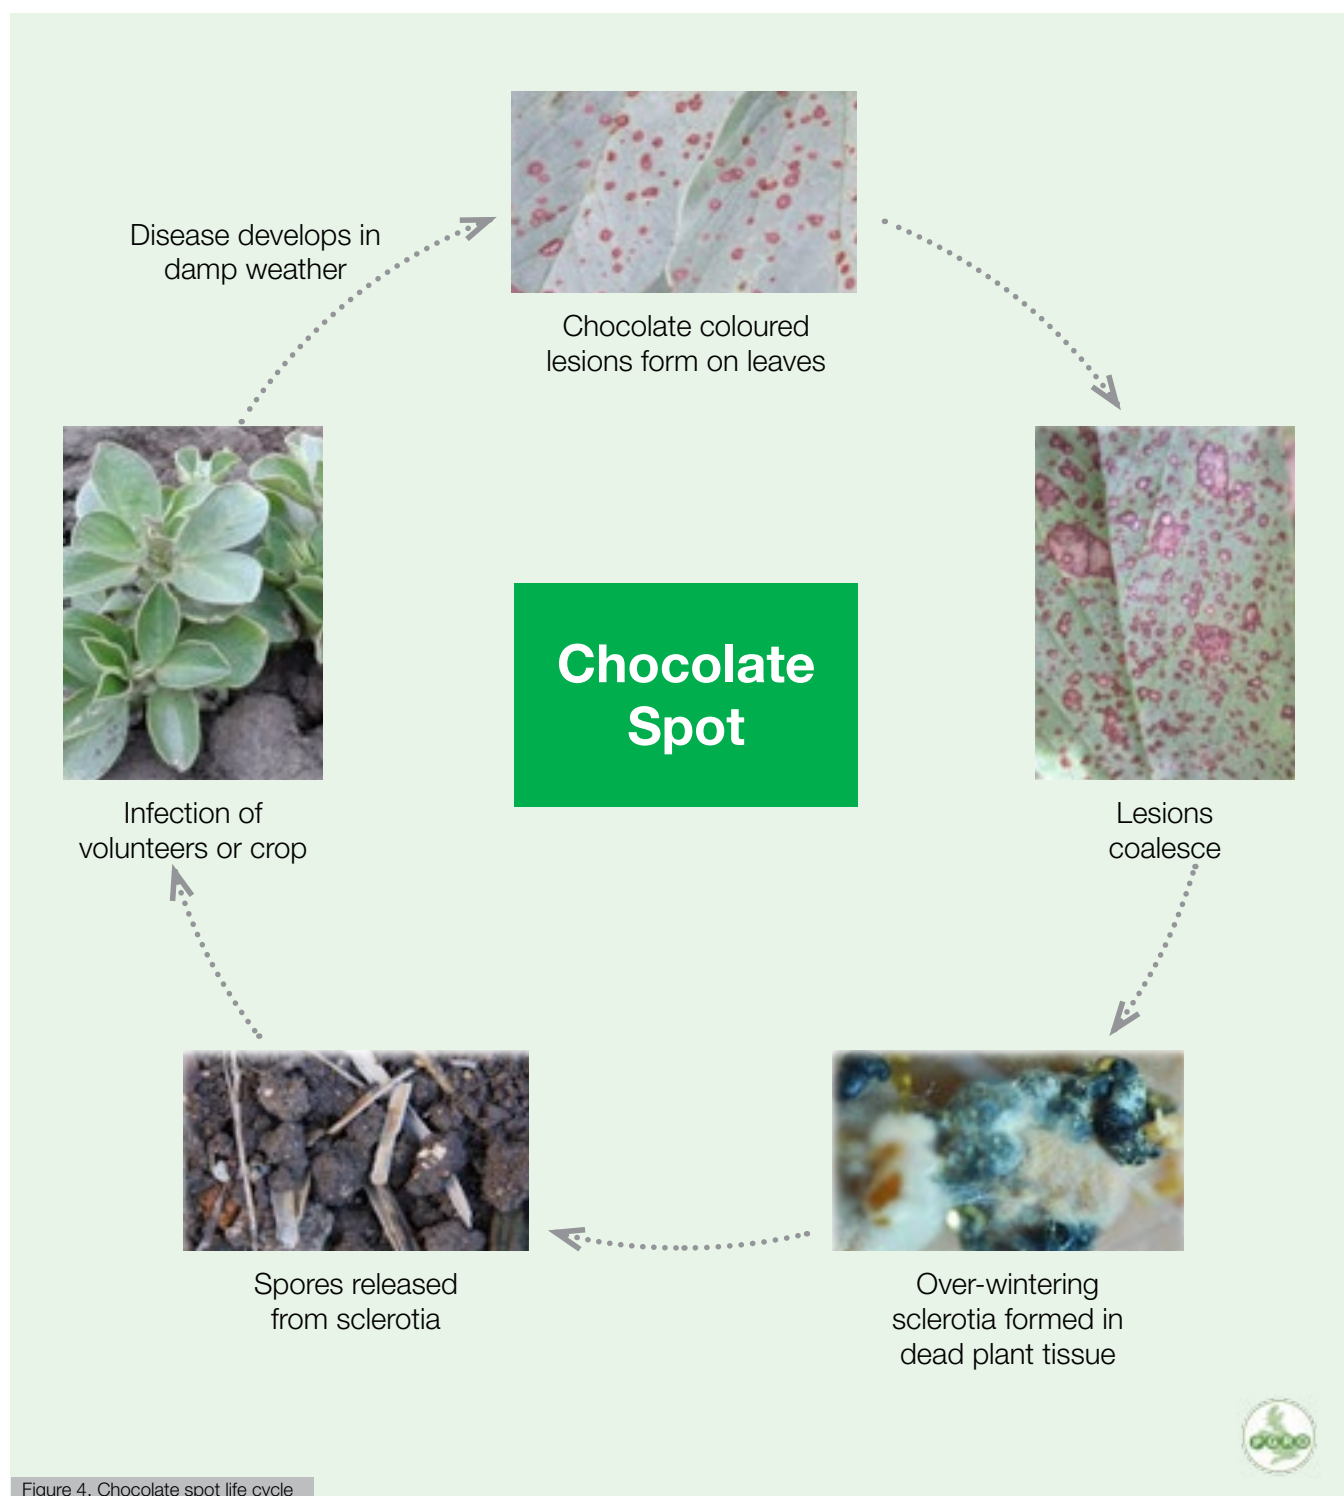 Disease develops in
damp weather
Chocolate coloured
lesions form on leaves
Chocolate
Spot
Infection of
volunteers or crop
Lesions
coalesce
Spores released
from sclerotia
Over-wintering
sclerotia formed in
dead plant tissue
PGRO
Figure 4. Chocolate spot life cycle